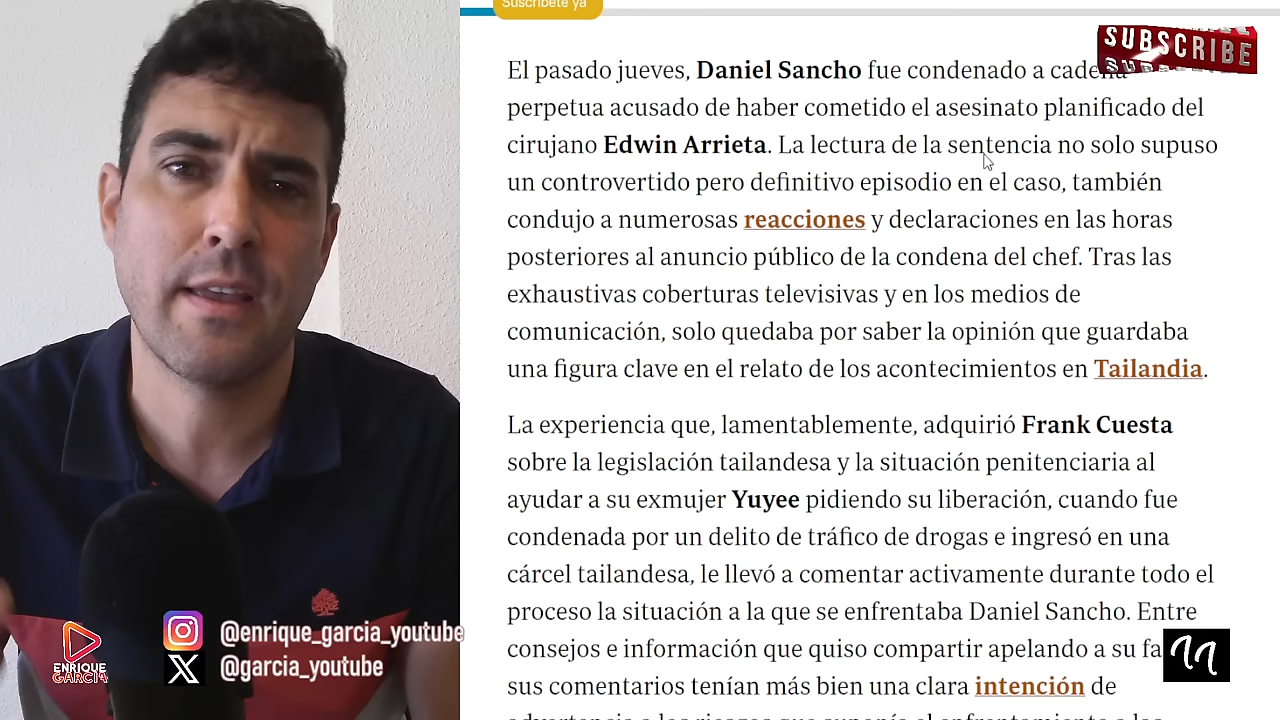 Suscríbete ya
SUBSCRIBE
El pasado jueves, Daniel Sancho fue condenado a cadena
perpetua acusado de haber cometido el asesinato planificado del
cirujano Edwin Arrieta. La lectura de la sentencia no solo supuso
un controvertido pero definitivo episodio en el caso, también
condujo a numerosas reacciones y declaraciones en las horas
posteriores al anuncio público de la condena del chef. Tras las
exhaustivas coberturas televisivas y en los medios de
comunicación, solo quedaba por saber la opinión que guardaba
una figura clave en el relato de los acontecimientos en Tailandia.
La experiencia que, lamentablemente, adquirió Frank Cuesta
sobre la legislación tailandesa y la situación penitenciaria al
ayudar a su exmujer Yuyee pidiendo su liberación, cuando fue
condenada por un delito de tráfico de drogas e ingresó en una
cárcel tailandesa, le llevó a comentar activamente durante todo el
proceso la situación a la que se enfrentaba Daniel Sancho. Entre
consejos e información que quiso compartir apelando a su
sus comentarios tenían más bien una clara intención de
@enrique_garcia_youtube
@garcia_youtube
ENRIQUE
GARCIA